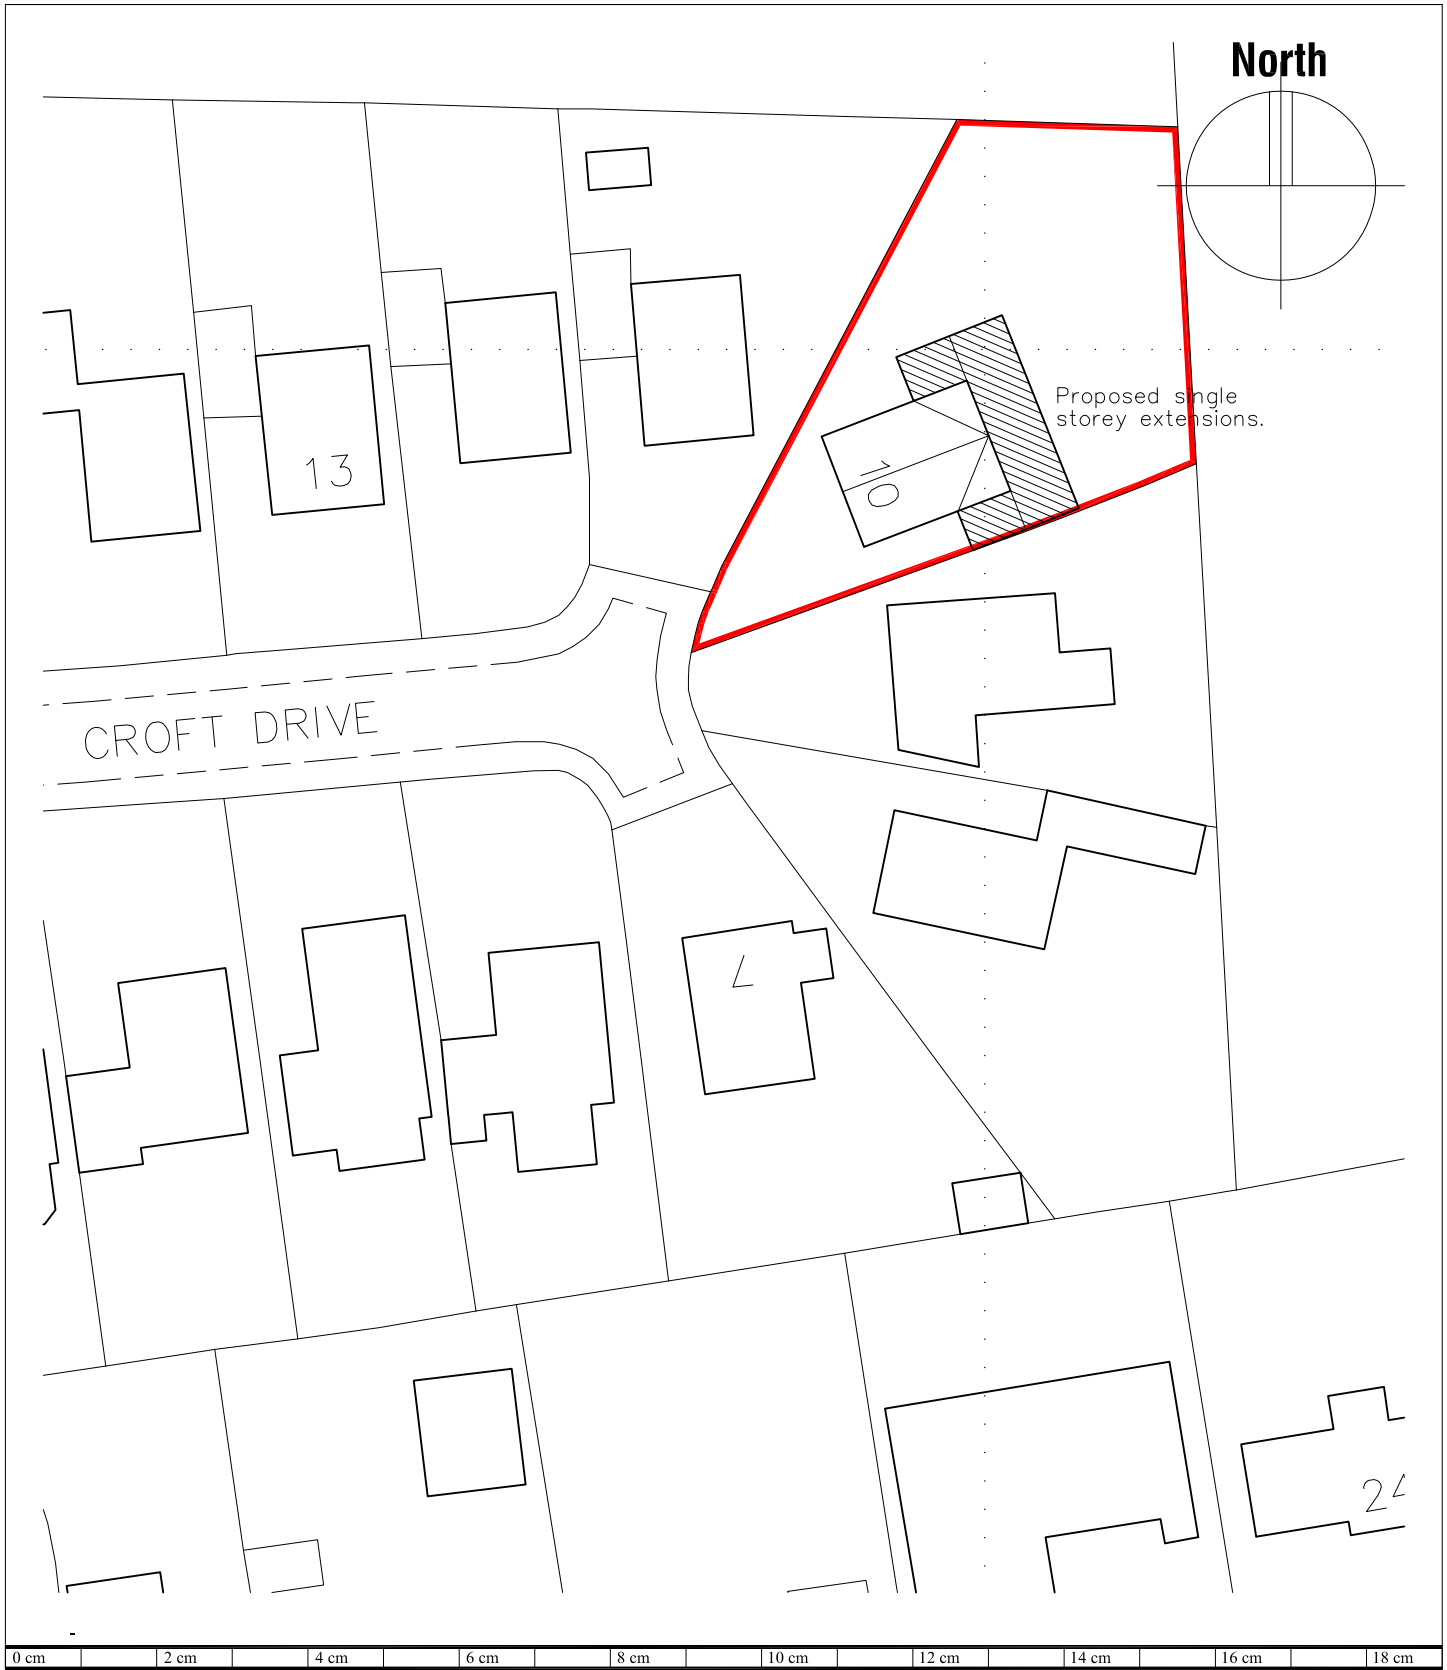 North
Proposed single
storey extensions.
13
10
CROFT DRIVE
7
24
0 cm 2 cm 4 cm 6 cm 8 cm 10 cm 12 cm 14 cm 16 cm 18 cm